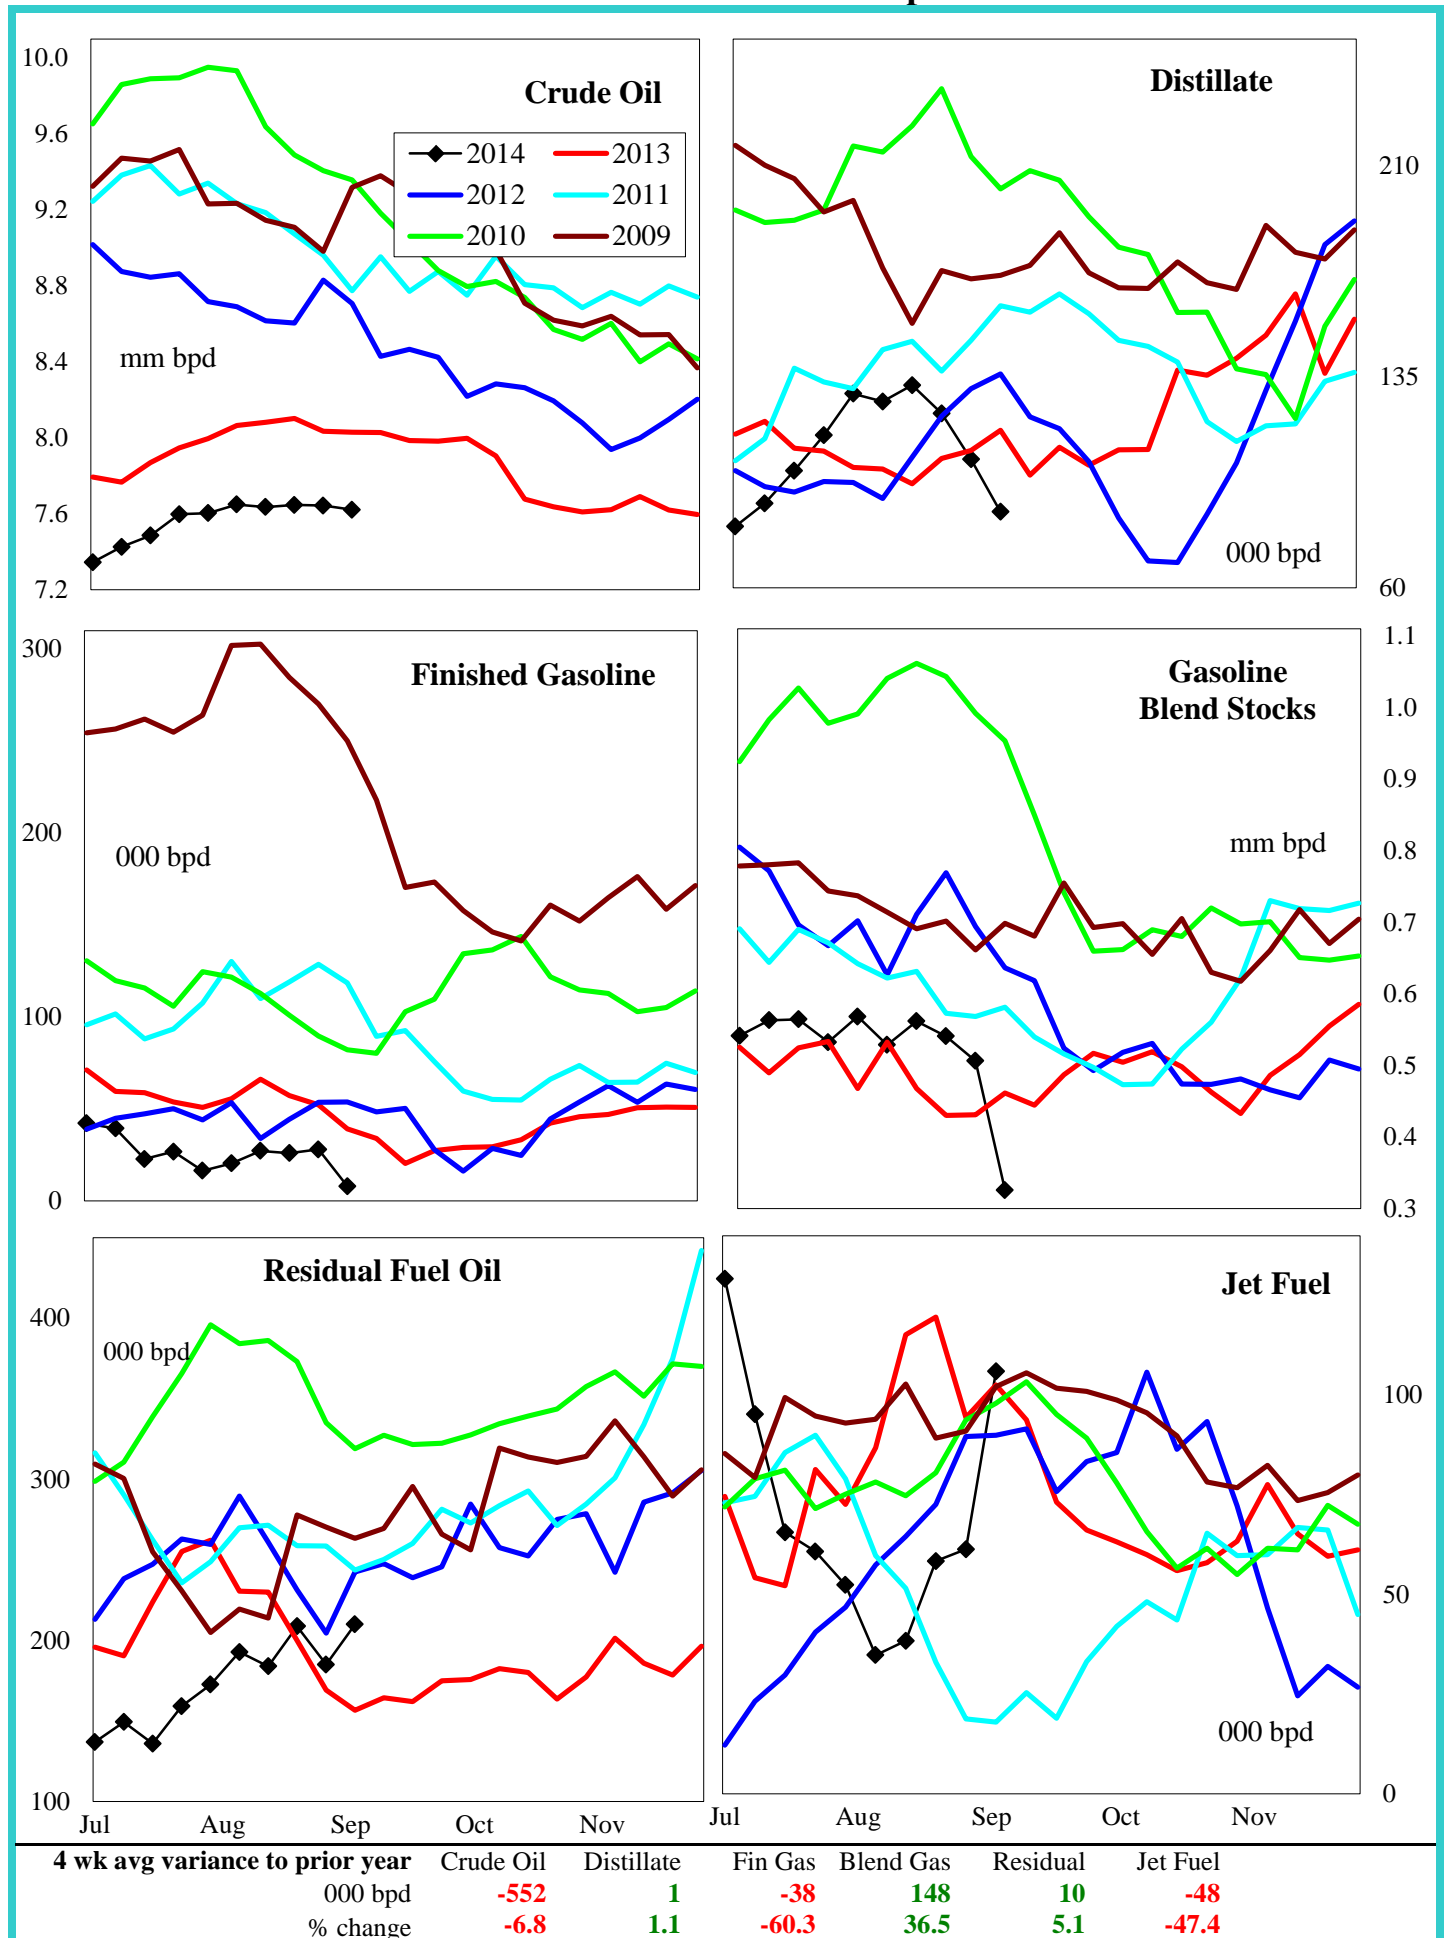 Crude Oil
10.0
9.6
9.2
8.8
8.4
8.0
7.6
7.2
mm bpd
2014 2013
2012 2011
2010 2009
Distillate
210
135
60
000 bpd
Finished Gasoline
300
200
100
0
000 bpd
Gasoline
Blend Stocks
1.1
1.0
0.9
0.8
0.7
0.6
0.5
0.4
0.3
mm bpd
Residual Fuel Oil
400
300
200
100
000 bpd
Jul Aug Sep Oct Nov
Jet Fuel
100
50
0
000 bpd
Jul Aug Sep Oct Nov
4 wk avg variance to prior year Crude Oil Distillate Fin Gas Blend Gas Residual Jet Fuel
000 bpd -552 1 -38 148 10 -48
% change -6.8 1.1 -60.3 36.5 5.1 -47.4